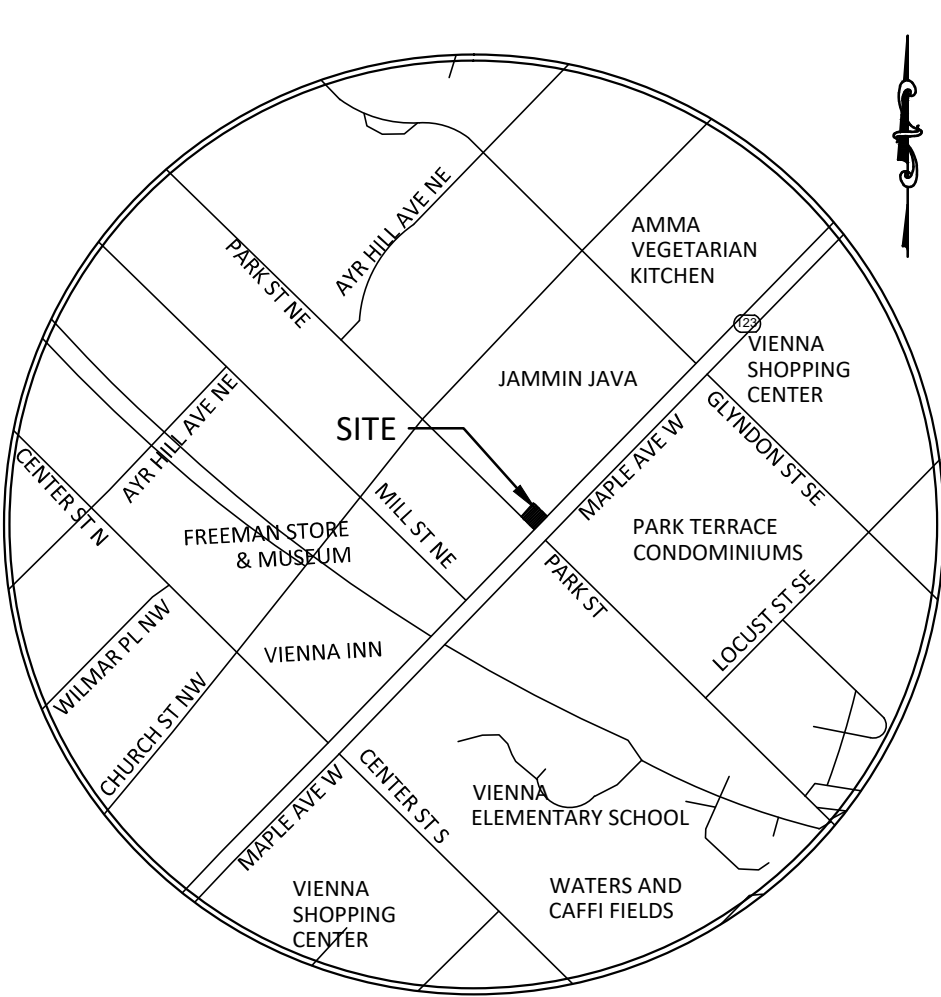 AMMA
VEGETARIAN
KITCHEN
AYR HILL AVE NE
PARK ST NE
123
VIENNA
SHOPPING
CENTER
JAMMIN JAVA
SITE
AYR HILL AVE NE
GLYNDON ST SE
MAPLE AVE W
CENTER ST N
MILL ST NE
FREEMAN STORE
& MUSEUM
PARK TERRACE
CONDOMINIUMS
PARK ST
LOCUST ST SE
WILMAR PL NW
VIENNA INN
CHURCH ST NW
CENTER ST S
MAPLE AVE W
VIENNA
ELEMENTARY SCHOOL
VIENNA
SHOPPING
CENTER
WATERS AND
CAFFI FIELDS